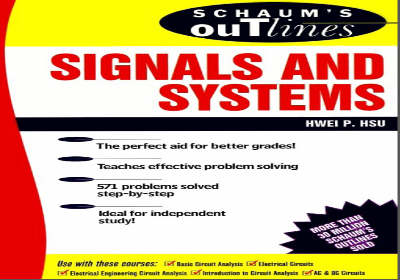 SCHAUM'S
ouTlines
SIGNALS AND
SYSTEMS
HWEI P. HSU
The perfect aid for better grades!
Teaches effective problem solving
571 problems solved
step-by-step
Ideal for independent
study!
MORE THAN
30 MILLION
SCHAUM'S
OUTLINES
SOLD
Use with these courses: Basic Circuit Analysis Electrical Circuits
Electrical Engineering Circuit Analysis Introduction to Circuit Analysis AC & DC Circuits